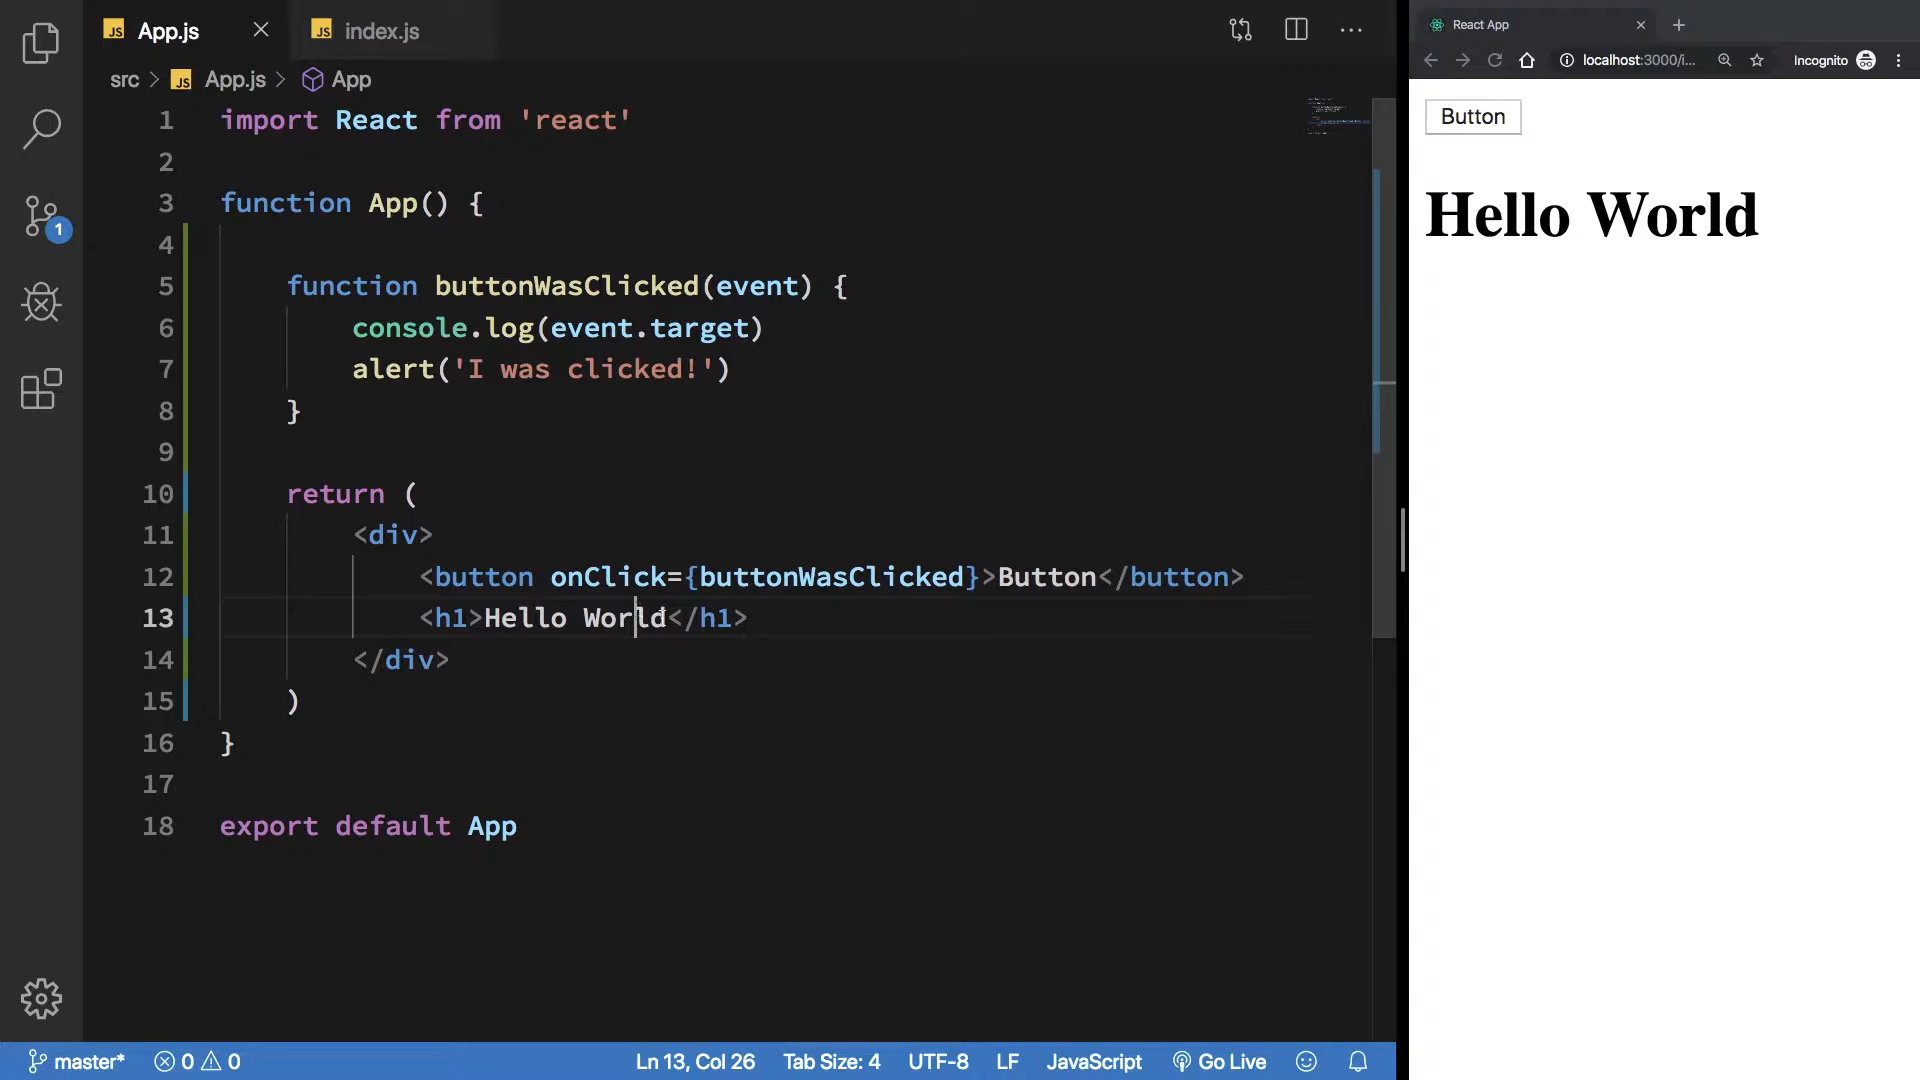 JS App.js
JS index.js
src > JS App.js > App
1 import React from 'react'
2
3 function App() {
4
5 function buttonWasClicked(event) {
6 console.log(event.target)
7 alert('I was clicked!')
8 }
9
10 return (
11 <div>
12 <button onClick={buttonWasClicked}>Button</button>
13 <h1>Hello World</h1>
14 </div>
15 )
16 }
17
18 export default App
1
master* 0 0 Ln 13, Col 26 Tab Size: 4 UTF-8 LF JavaScript Go Live
React App
localhost:3000/i... Incognito
Button
Hello World